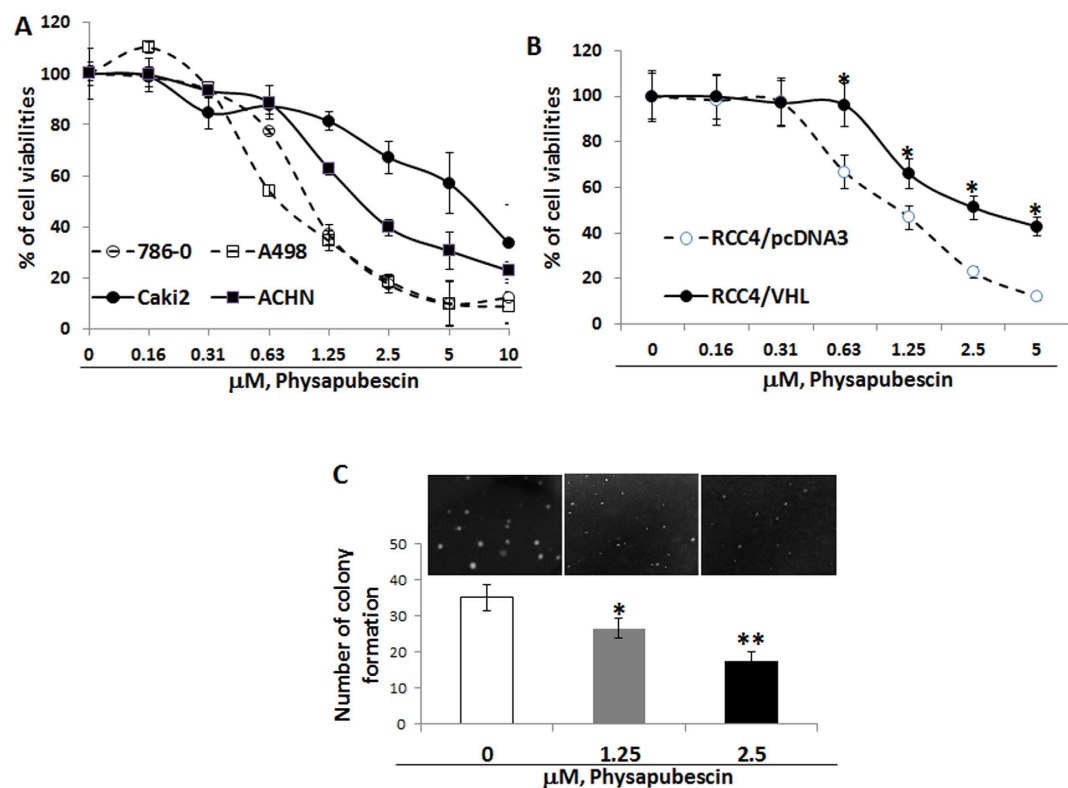 A
% of cell viabilities
120
100
80
60
40
20
0
786-0
A498
Caki2
ACHN
0 0.16 0.31 0.63 1.25 2.5 5 10
μM, Physapubescin
B
% of cell viabilities
120
100
80
60
40
20
0
* * * *
RCC4/pcDNA3
RCC4/VHL
0 0.16 0.31 0.63 1.25 2.5 5
μM, Physapubescin
C
Number of colony
formation
50
40
30
20
10
0
* **
0 1.25 2.5
μM, Physapubescin